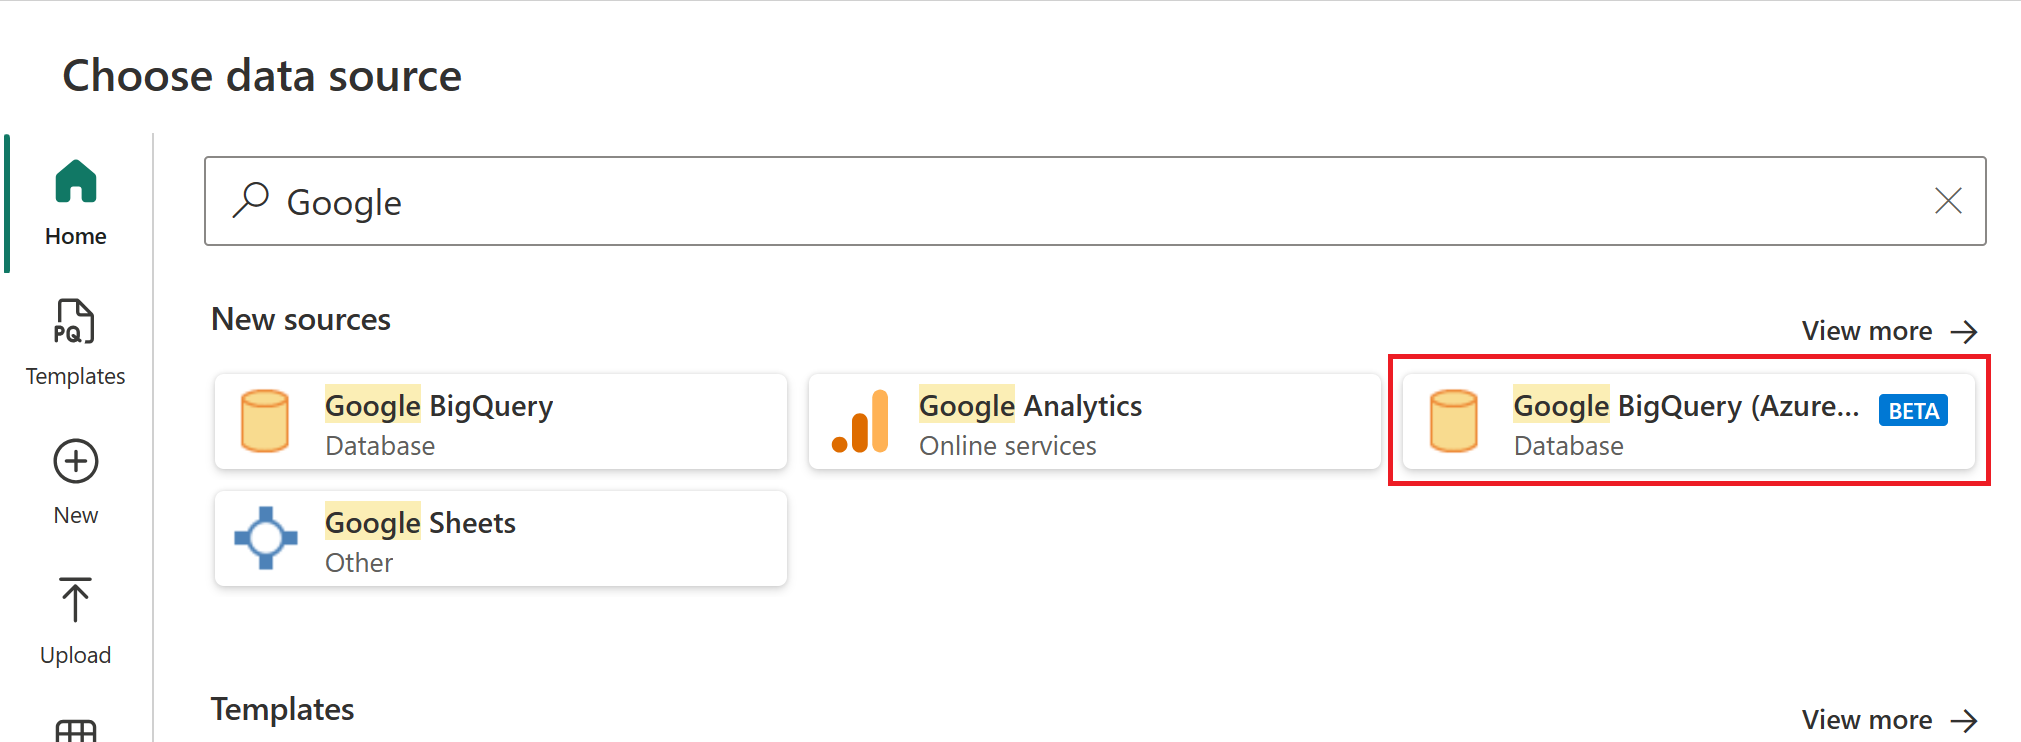 Choose data source
Home
PQ
Templates
New
Upload
Google
New sources
View more
Google BigQuery
Database
Google Analytics
Online services
Google BigQuery (Azure...
BETA
Database
Google Sheets
Other
Templates
View more